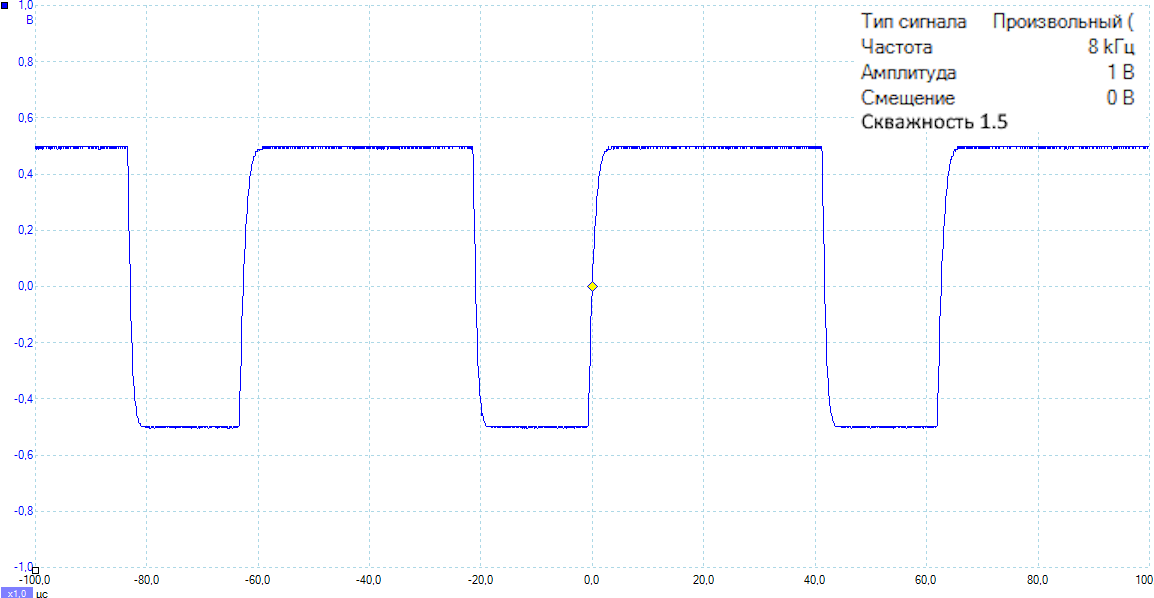 1,0
В
Тип сигнала Произвольный (
Частота 8 kГц
Амплитуда 1 В
Смещение 0 В
Скважность 1.5
0,8
0,6
0,4
0,2
0,0
-0,2
-0,4
-0,6
-0,8
-1,0
-100,0 -80,0 -60,0 -40,0 -20,0 0,0 20,0 40,0 60,0 80,0 100
x1,0 µс